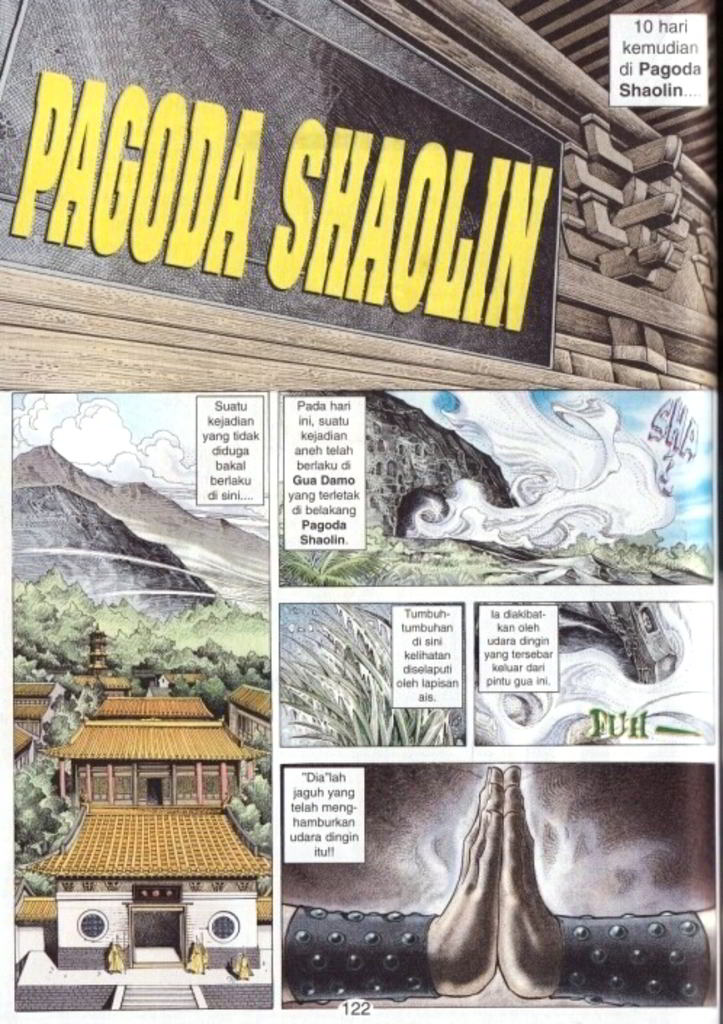 10 hari
kemudian
di Pagoda
Shaolin....
PAGODA SHAOLIN
Suatu
kejadian
yang tidak
diduga
bakal
berlaku
di sini....
Pada hari
ini, suatu
kejadian
aneh telah
berlaku di
Gua Damo
yang terletak
di belakang
Pagoda
Shaolin.
SHA
Tumbuh-
tumbuhan
di sini
kelihatan
diselaputi
oleh lapisan
ais.
Ia diakibat-
kan oleh
udara dingin
yang tersebar
keluar dari
pintu gua ini.
FUH
"Dia"lah
jaguh yang
telah meng-
hamburkan
udara dingin
itu!!
122